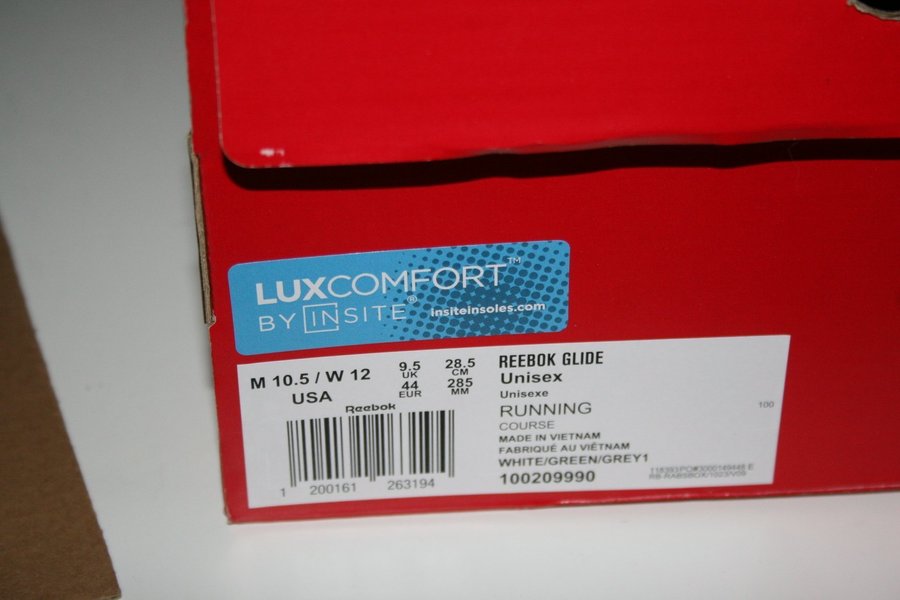 LUXCOMFORT™
BY INSITE®
insiteinsoles.com
M 10.5 / W 12
USA
9.5
UK
44
EUR
28.5
CM
285
MM
Reebok
1 200161 263194
REEBOK GLIDE
Unisex
Unisexe
RUNNING
COURSE
MADE IN VIETNAM
FABRIQUÉ AU VIÊTNAM
WHITE/GREEN/GREY1
100209990
100